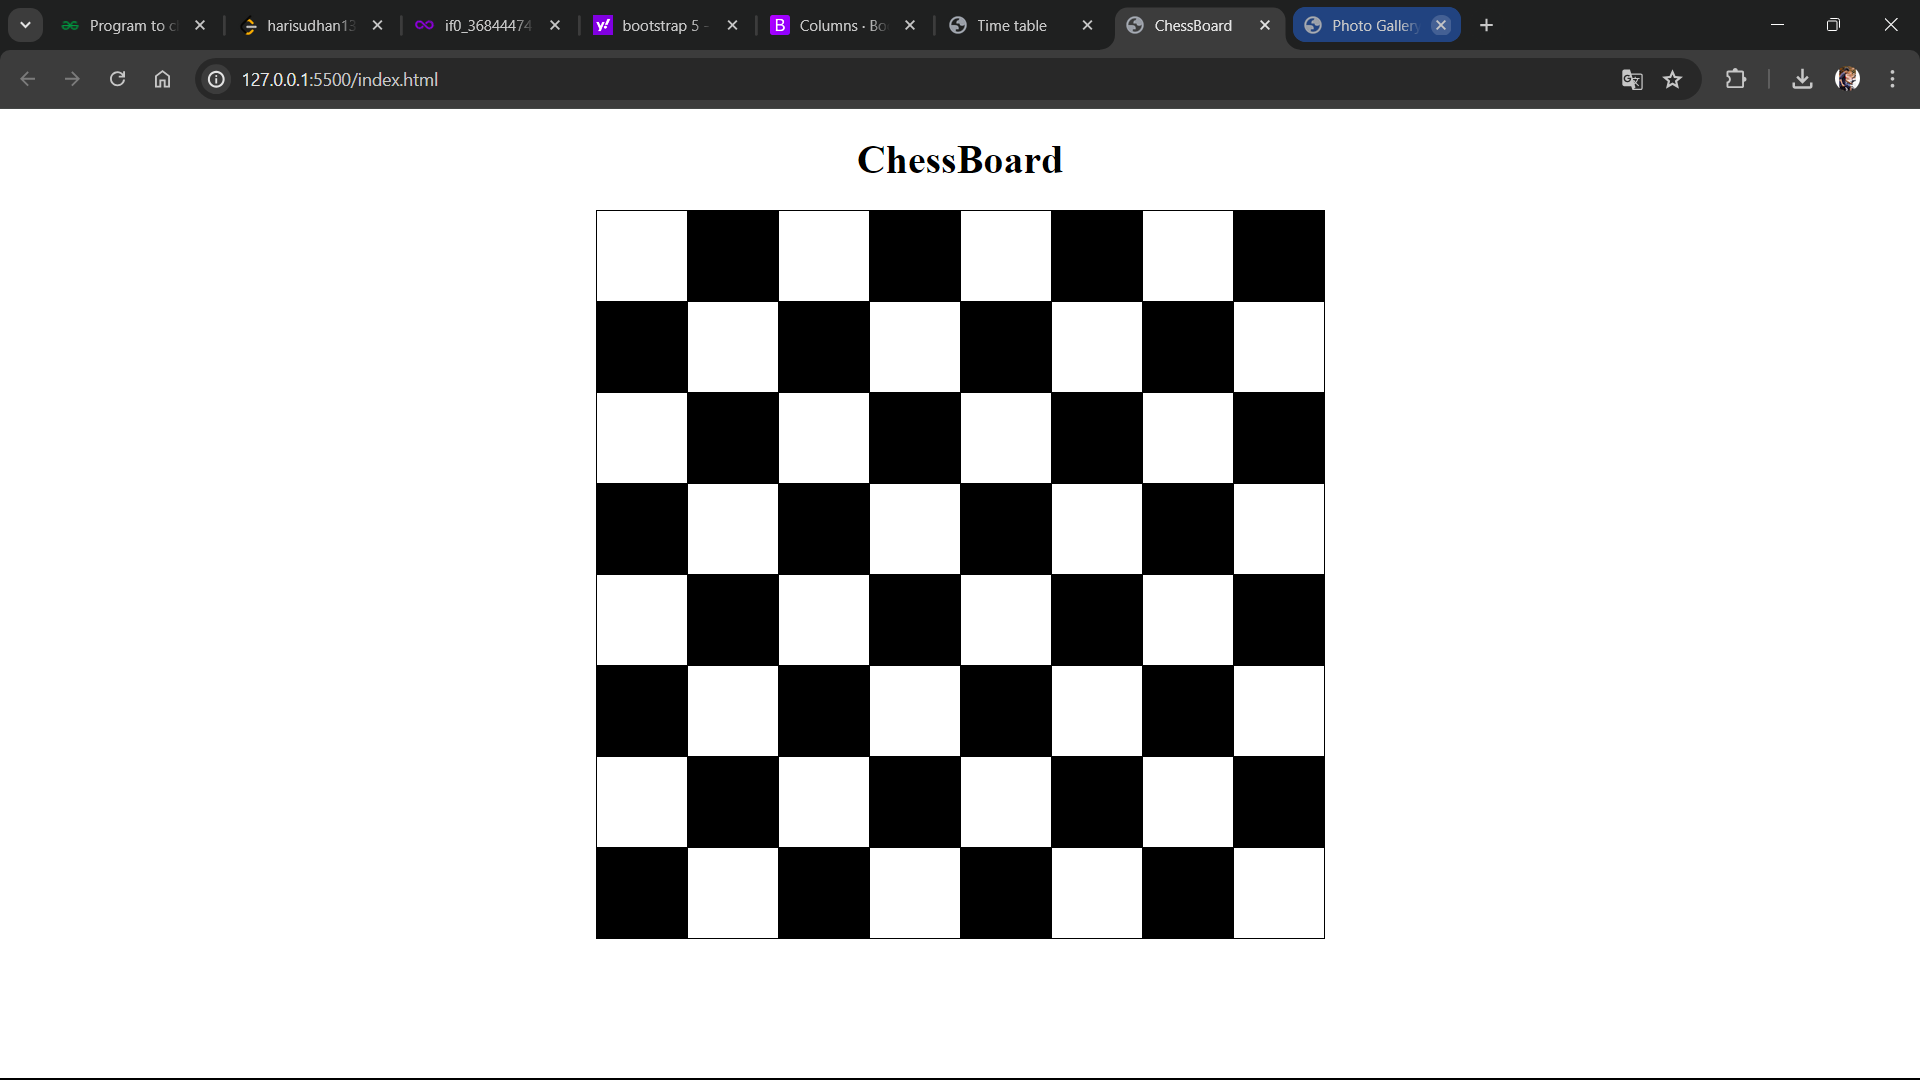 Program to c
harisudhan13
if0_36844474
bootstrap 5 -
Columns · Bo
Time table
ChessBoard
Photo Galler
127.0.0.1:5500/index.html
ChessBoard